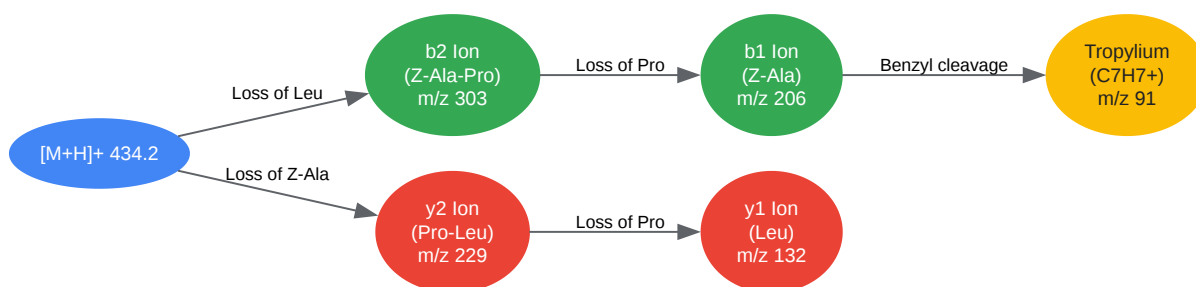 b2 Ion
(Z-Ala-Pro)
m/z 303
Loss of Pro
b1 Ion
(Z-Ala)
m/z 206
Benzyl cleavage
Tropylium
(C7H7+)
m/z 91
Loss of Leu
[M+H]+ 434.2
Loss of Z-Ala
y2 Ion
(Pro-Leu)
m/z 229
Loss of Pro
y1 Ion
(Leu)
m/z 132